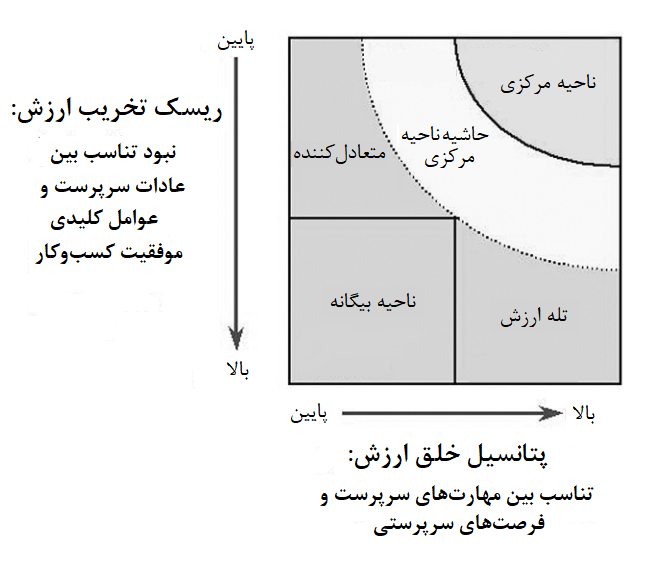 پایین
ریسک تخریب ارزش:
نبود تناسب بین
عادات سرپرست و
عوامل کلیدی
موفقیت کسب‌وکار
بالا
ناحیه مرکزی
حاشیه ناحیه
مرکزی
متعادل‌کننده
ناحیه بیگانه
تله ارزش
پایین
بالا
پتانسیل خلق ارزش:
تناسب بین مهارت‌های سرپرست و
فرصت‌های سرپرستی